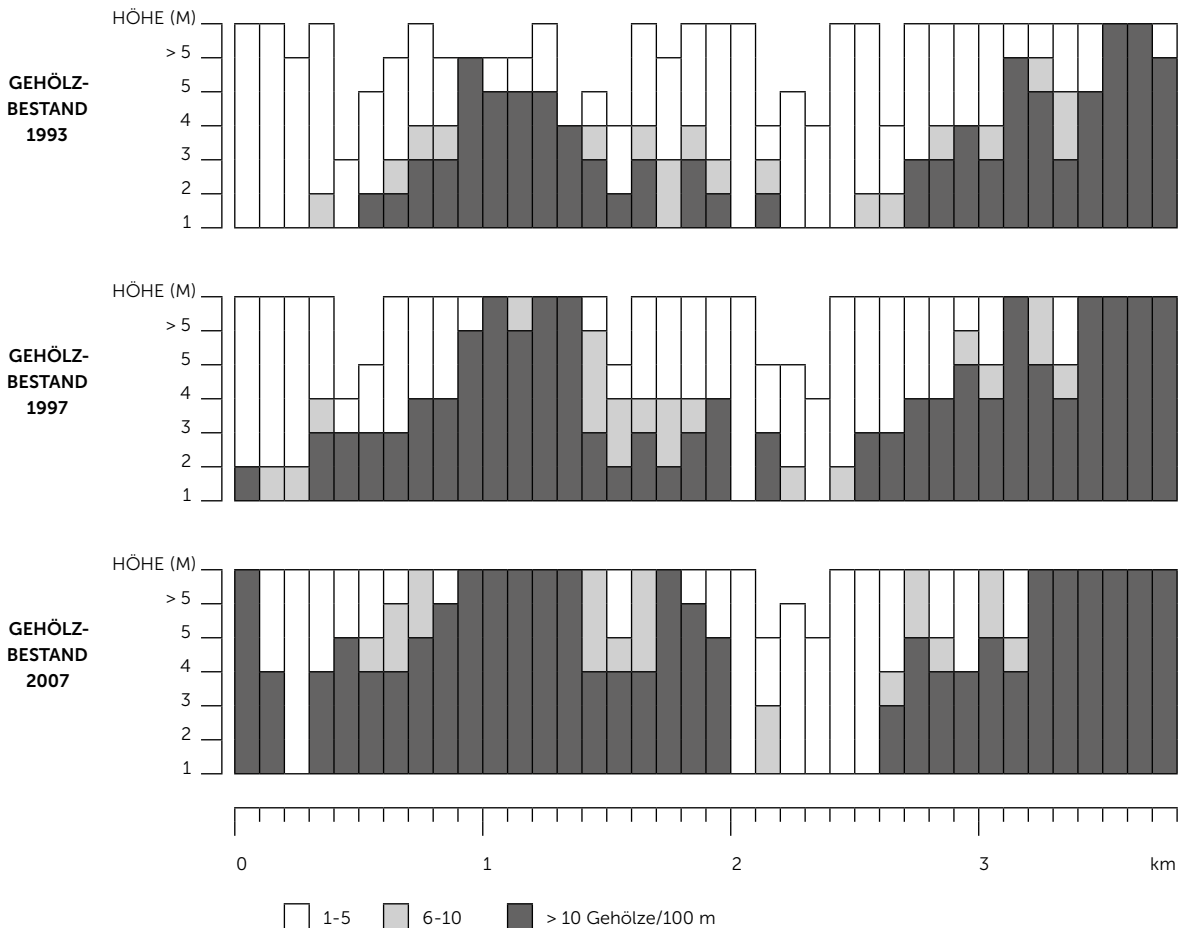 HÖHE (M)
> 5
5
4
3
2
1
GEHÖLZ-
BESTAND
1993
HÖHE (M)
> 5
5
4
3
2
1
GEHÖLZ-
BESTAND
1997
HÖHE (M)
> 5
5
4
3
2
1
GEHÖLZ-
BESTAND
2007
0 1 2 3 km
1-5 6-10 > 10 Gehölze/100 m